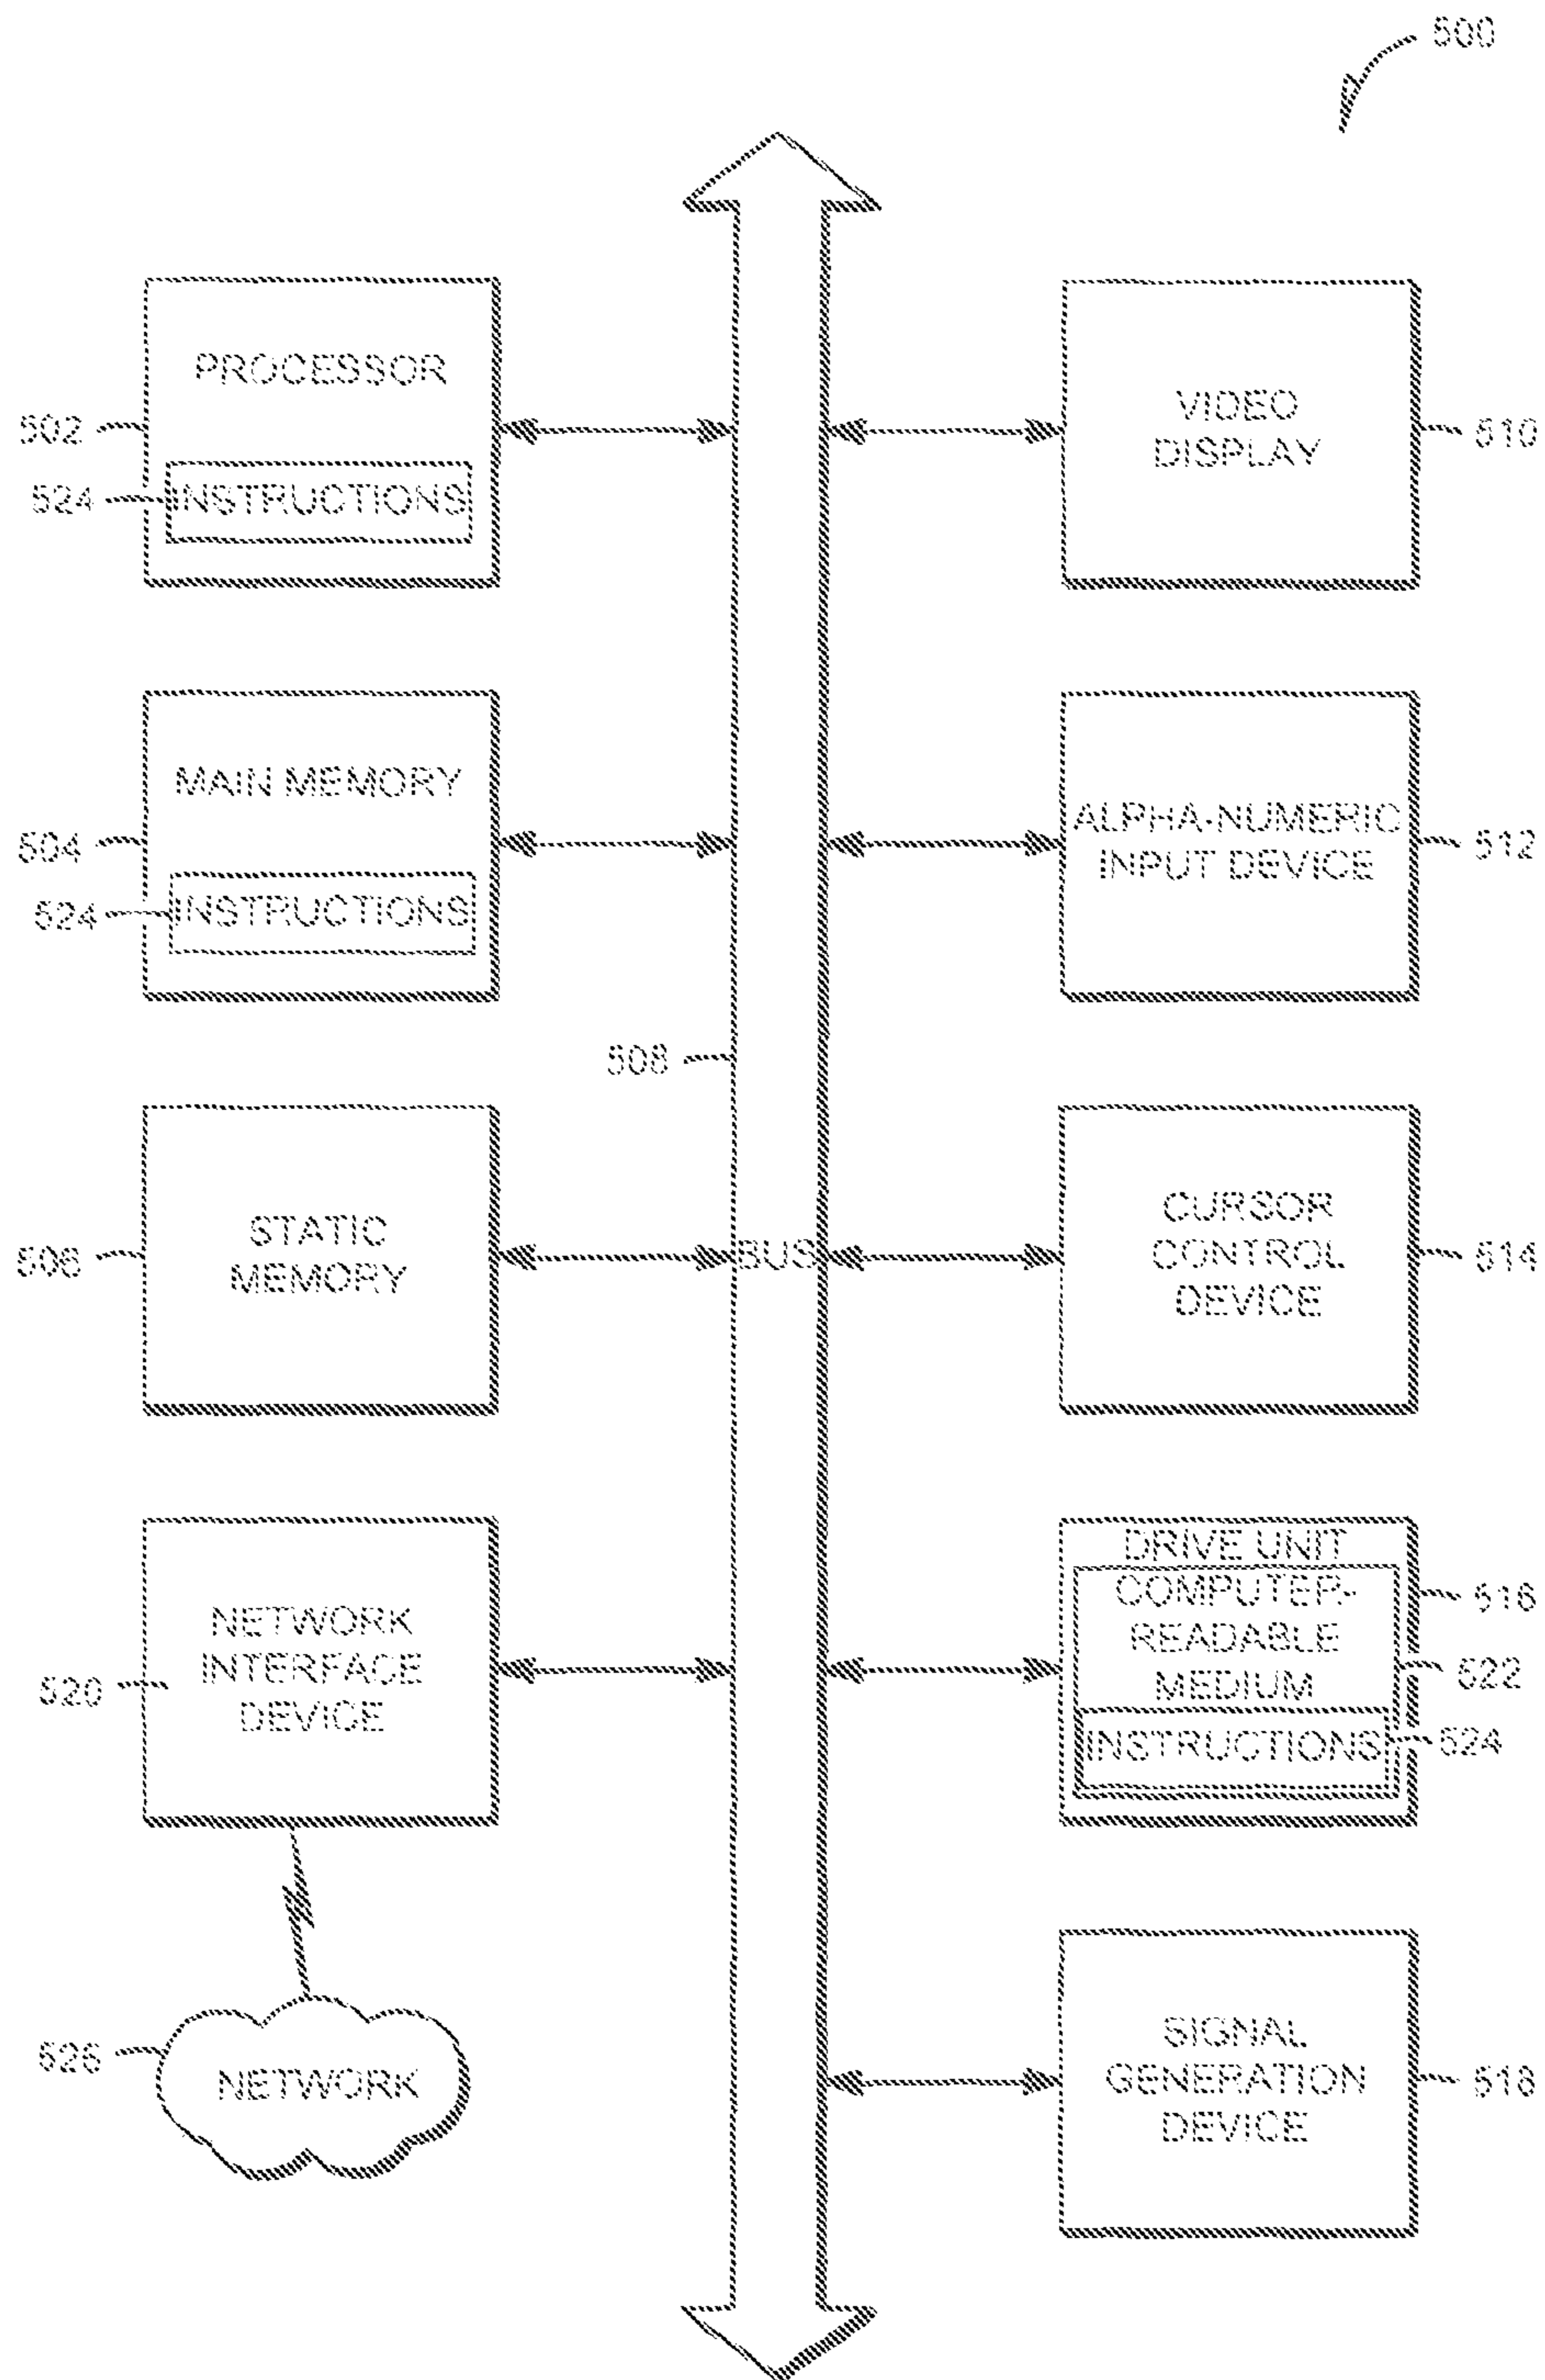 500
PROCESSOR
502
524
INSTRUCTIONS
VIDEO
DISPLAY
510
MAIN MEMORY
504
524
INSTRUCTIONS
ALPHA-NUMERIC
INPUT DEVICE
512
508
STATIC
MEMORY
506
BUS
CURSOR
CONTROL
DEVICE
514
NETWORK
INTERFACE
DEVICE
520
DRIVE UNIT
COMPUTER-
READABLE
MEDIUM
INSTRUCTIONS
516
522
524
526
NETWORK
SIGNAL
GENERATION
DEVICE
518